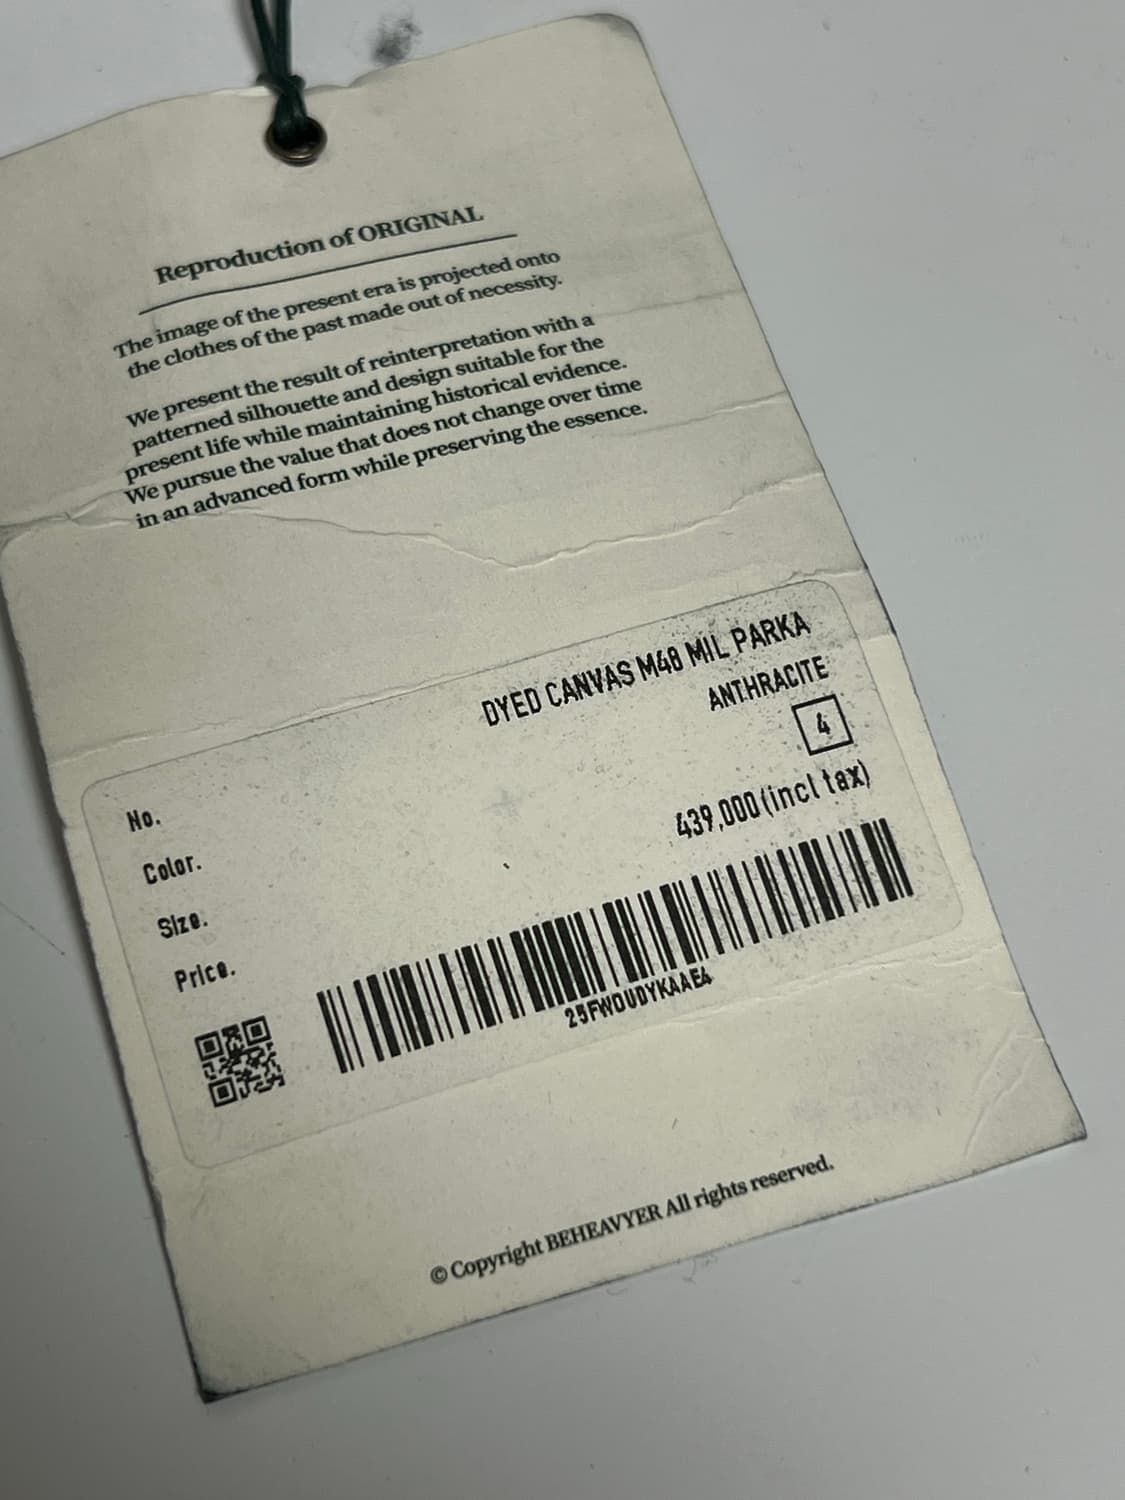 Reproduction of ORIGINAL
The image of the present era is projected onto
the clothes of the past made out of necessity.
We present the result of reinterpretation with a
patterned silhouette and design suitable for the
present life while maintaining historical evidence.
We pursue the value that does not change over time
in an advanced form while preserving the essence.
No. DYED CANVAS M48 MIL PARKA
Color. ANTHRACITE
Size. 4
Price. 439,000(incl tax)
25FWOUDYKAAE4
© Copyright BEHEAVYER All rights reserved.